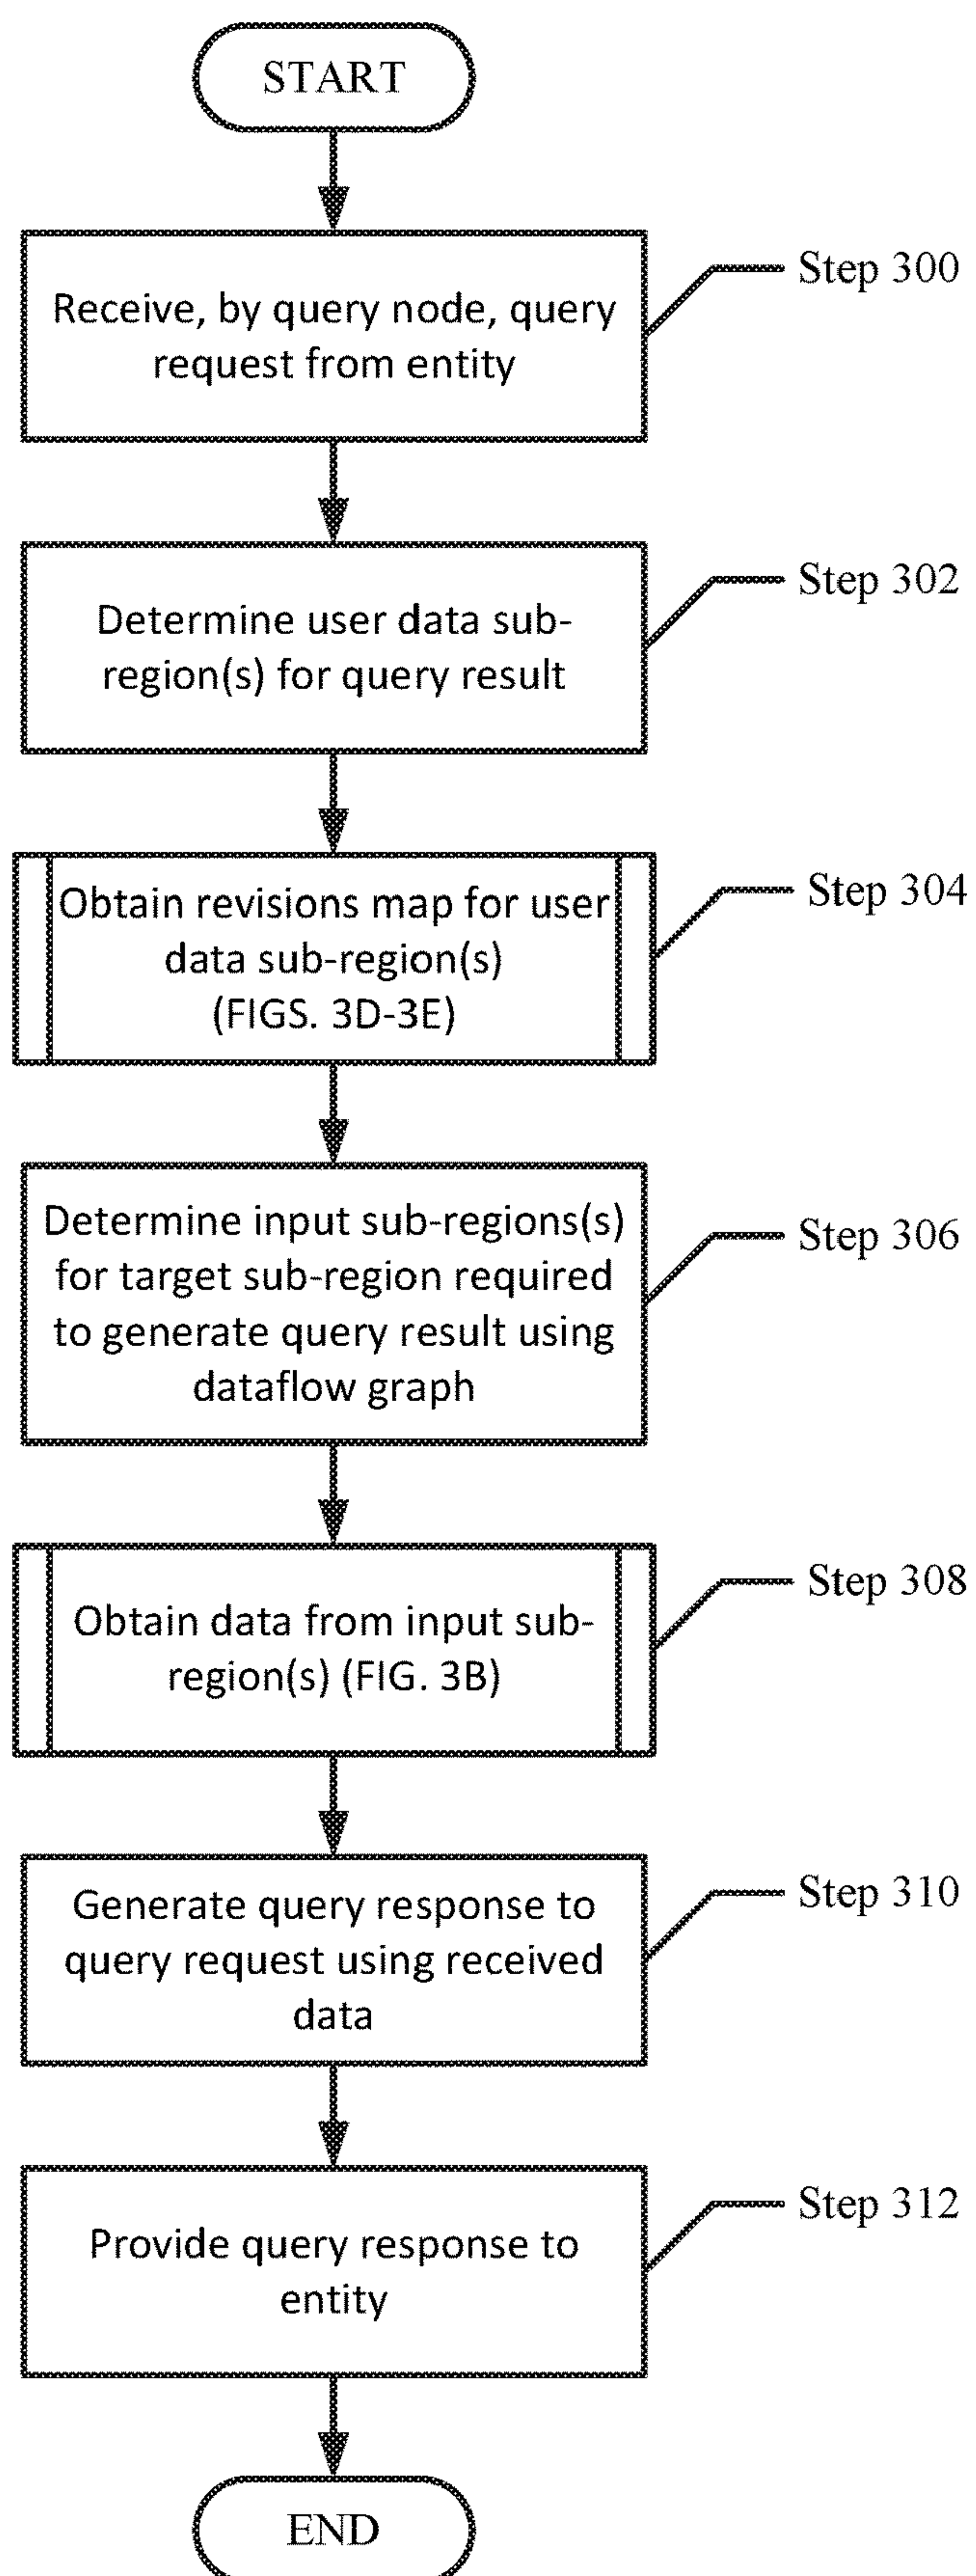 START
Receive, by query node, query
request from entity
Step 300
Determine user data sub-
region(s) for query result
Step 302
Obtain revisions map for user
data sub-region(s)
(FIGS. 3D-3E)
Step 304
Determine input sub-regions(s)
for target sub-region required
to generate query result using
dataflow graph
Step 306
Obtain data from input sub-
region(s) (FIG. 3B)
Step 308
Generate query response to
query request using received
data
Step 310
Provide query response to
entity
Step 312
END